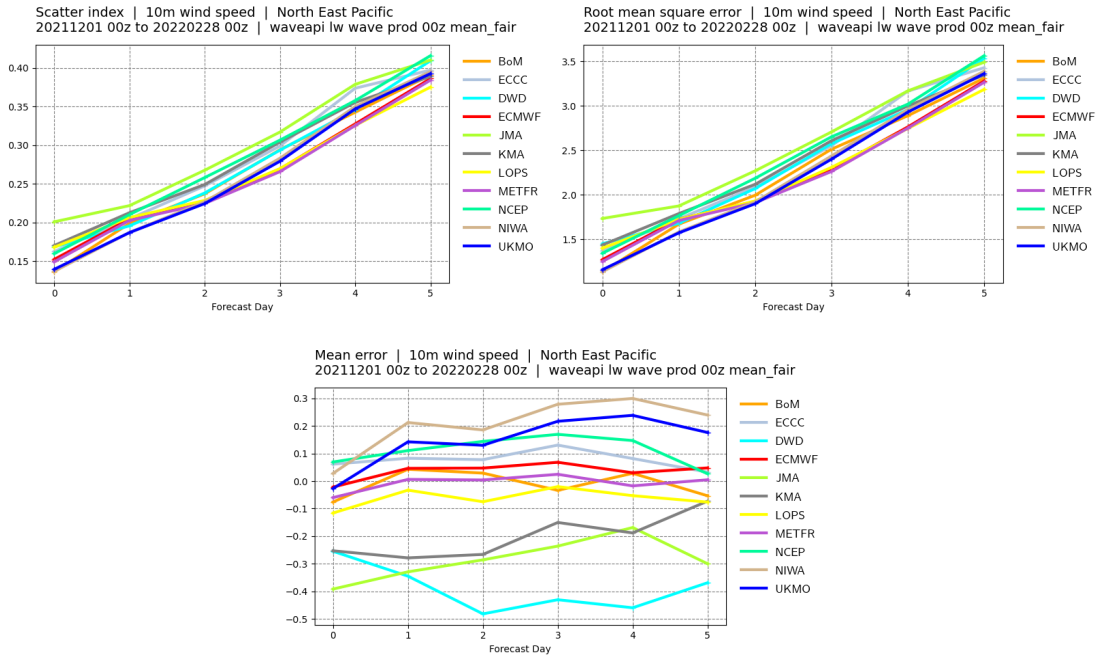 Scatter index | 10m wind speed | North East Pacific
20211201 00z to 20220228 00z | waveapi lw wave prod 00z mean_fair
0.40
0.35
0.30
0.25
0.20
0.15
0 1 2 3 4 5
Forecast Day
BoM
ECCC
DWD
ECMWF
JMA
KMA
LOPS
METFR
NCEP
NIWA
UKMO
Root mean square error | 10m wind speed | North East Pacific
20211201 00z to 20220228 00z | waveapi lw wave prod 00z mean_fair
3.5
3.0
2.5
2.0
1.5
0 1 2 3 4 5
Forecast Day
BoM
ECCC
DWD
ECMWF
JMA
KMA
LOPS
METFR
NCEP
NIWA
UKMO
Mean error | 10m wind speed | North East Pacific
20211201 00z to 20220228 00z | waveapi lw wave prod 00z mean_fair
0.3
0.2
0.1
0.0
−0.1
−0.2
−0.3
−0.4
−0.5
0 1 2 3 4 5
Forecast Day
BoM
ECCC
DWD
ECMWF
JMA
KMA
LOPS
METFR
NCEP
NIWA
UKMO